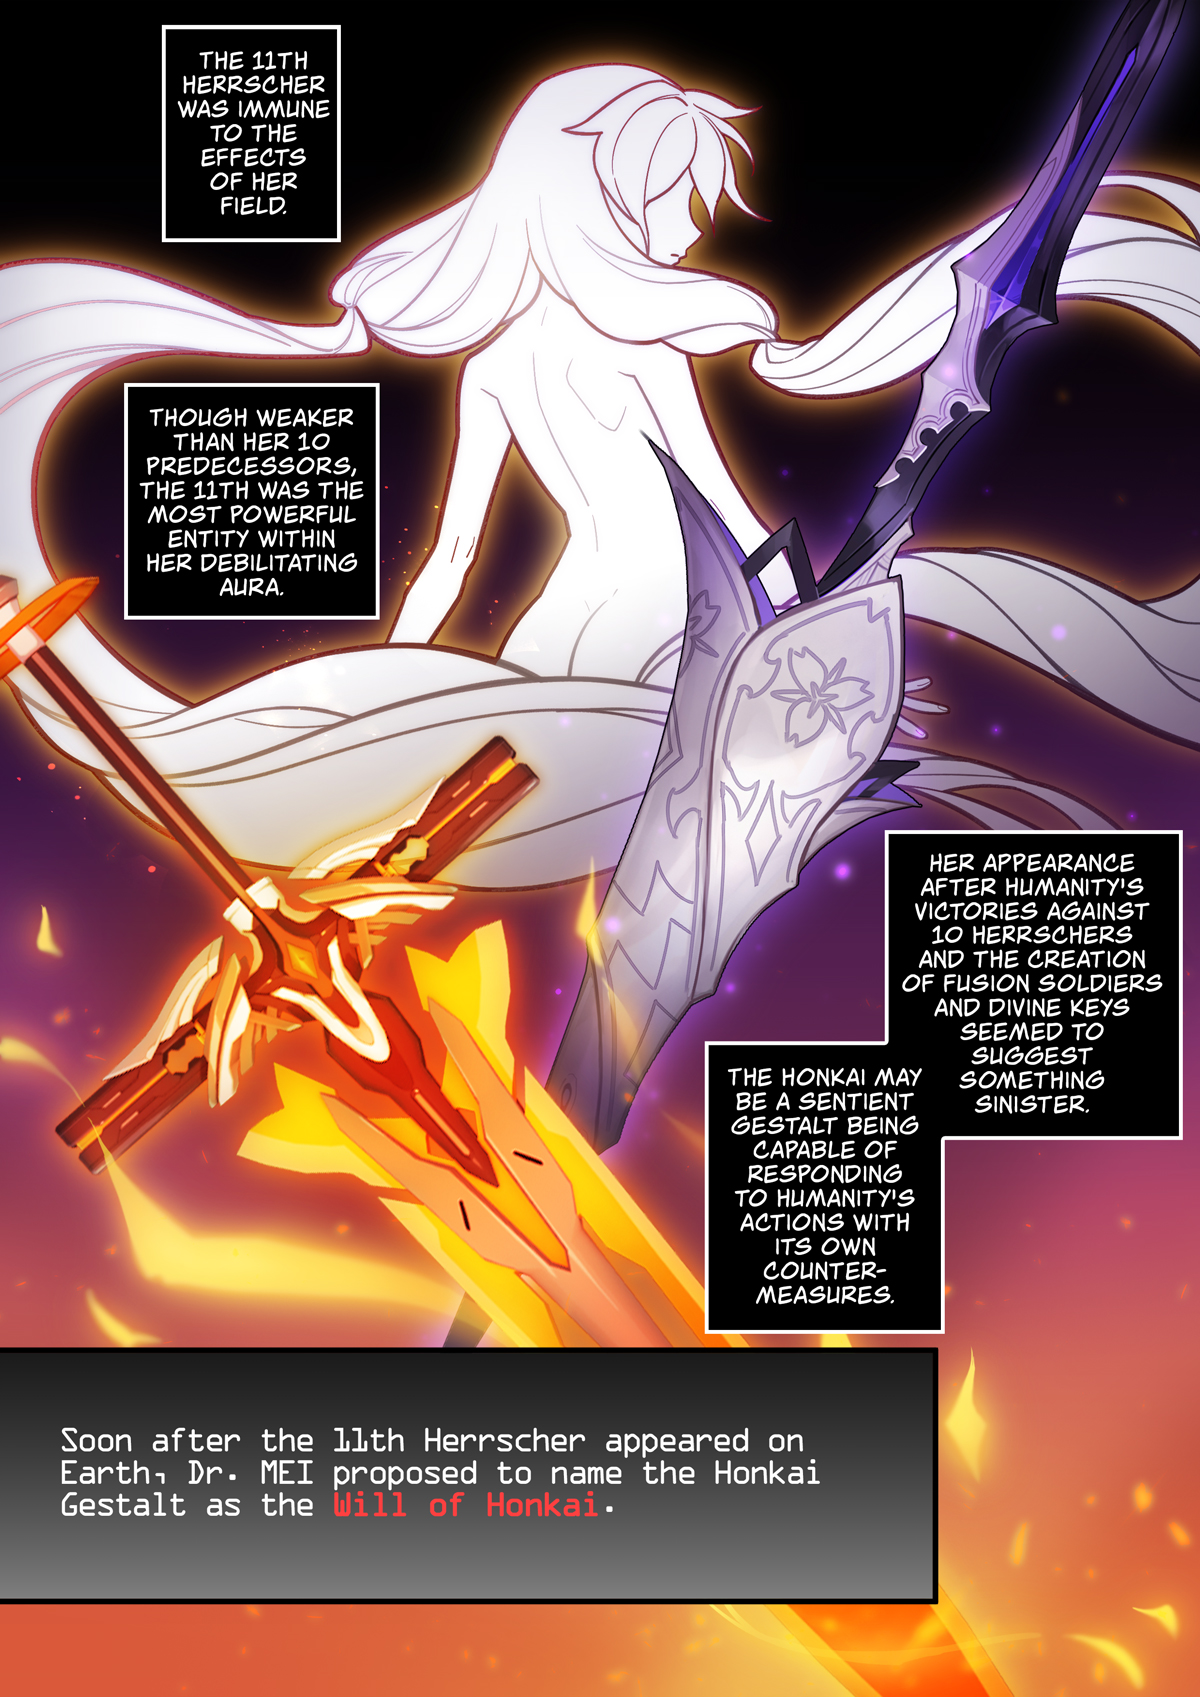 THE 11TH
HERRSCHER
WAS IMMUNE
TO THE
EFFECTS
OF HER
FIELD.
THOUGH WEAKER
THAN HER 10
PREDECESSORS,
THE 11TH WAS THE
MOST POWERFUL
ENTITY WITHIN
HER DEBILITATING
AURA.
HER APPEARANCE
AFTER HUMANITY'S
VICTORIES AGAINST
10 HERRSCHERS
AND THE CREATION
OF FUSION SOLDIERS
AND DIVINE KEYS
SEEMED TO
SUGGEST
SOMETHING
SINISTER.
THE HONKAI MAY
BE A SENTIENT
GESTALT BEING
CAPABLE OF
RESPONDING
TO HUMANITY'S
ACTIONS WITH
ITS OWN
COUNTER-
MEASURES.
Soon after the 11th Herrscher appeared on
Earth, Dr. MEI proposed to name the Honkai
Gestalt as the Will of Honkai.